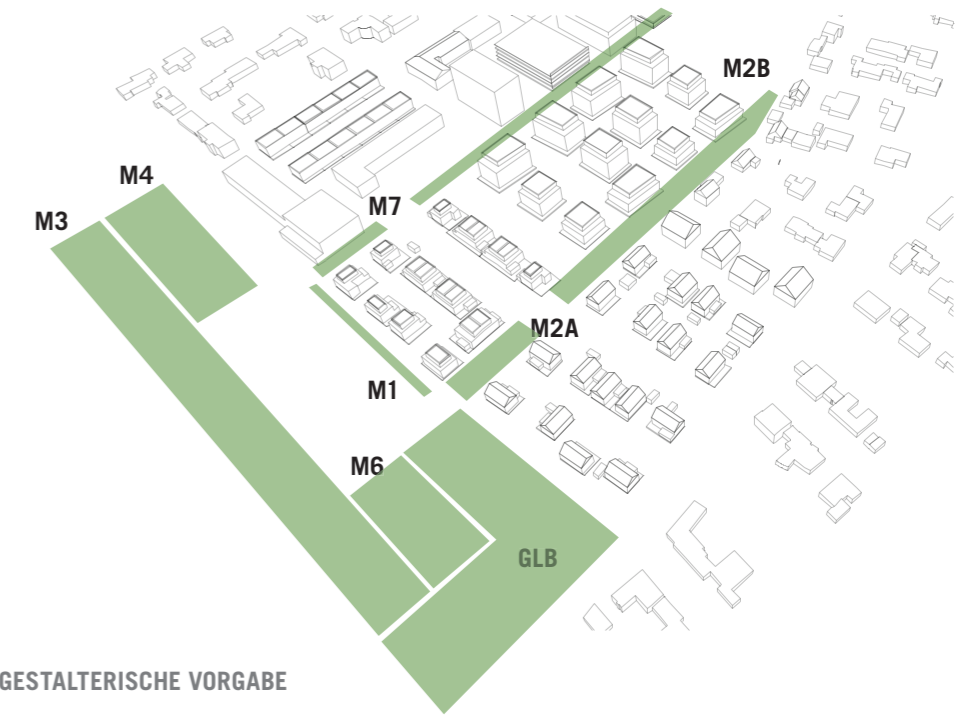 M2B
M4
M3
M7
M2A
M1
M6
GLB
GESTALTERISCHE VORGABE